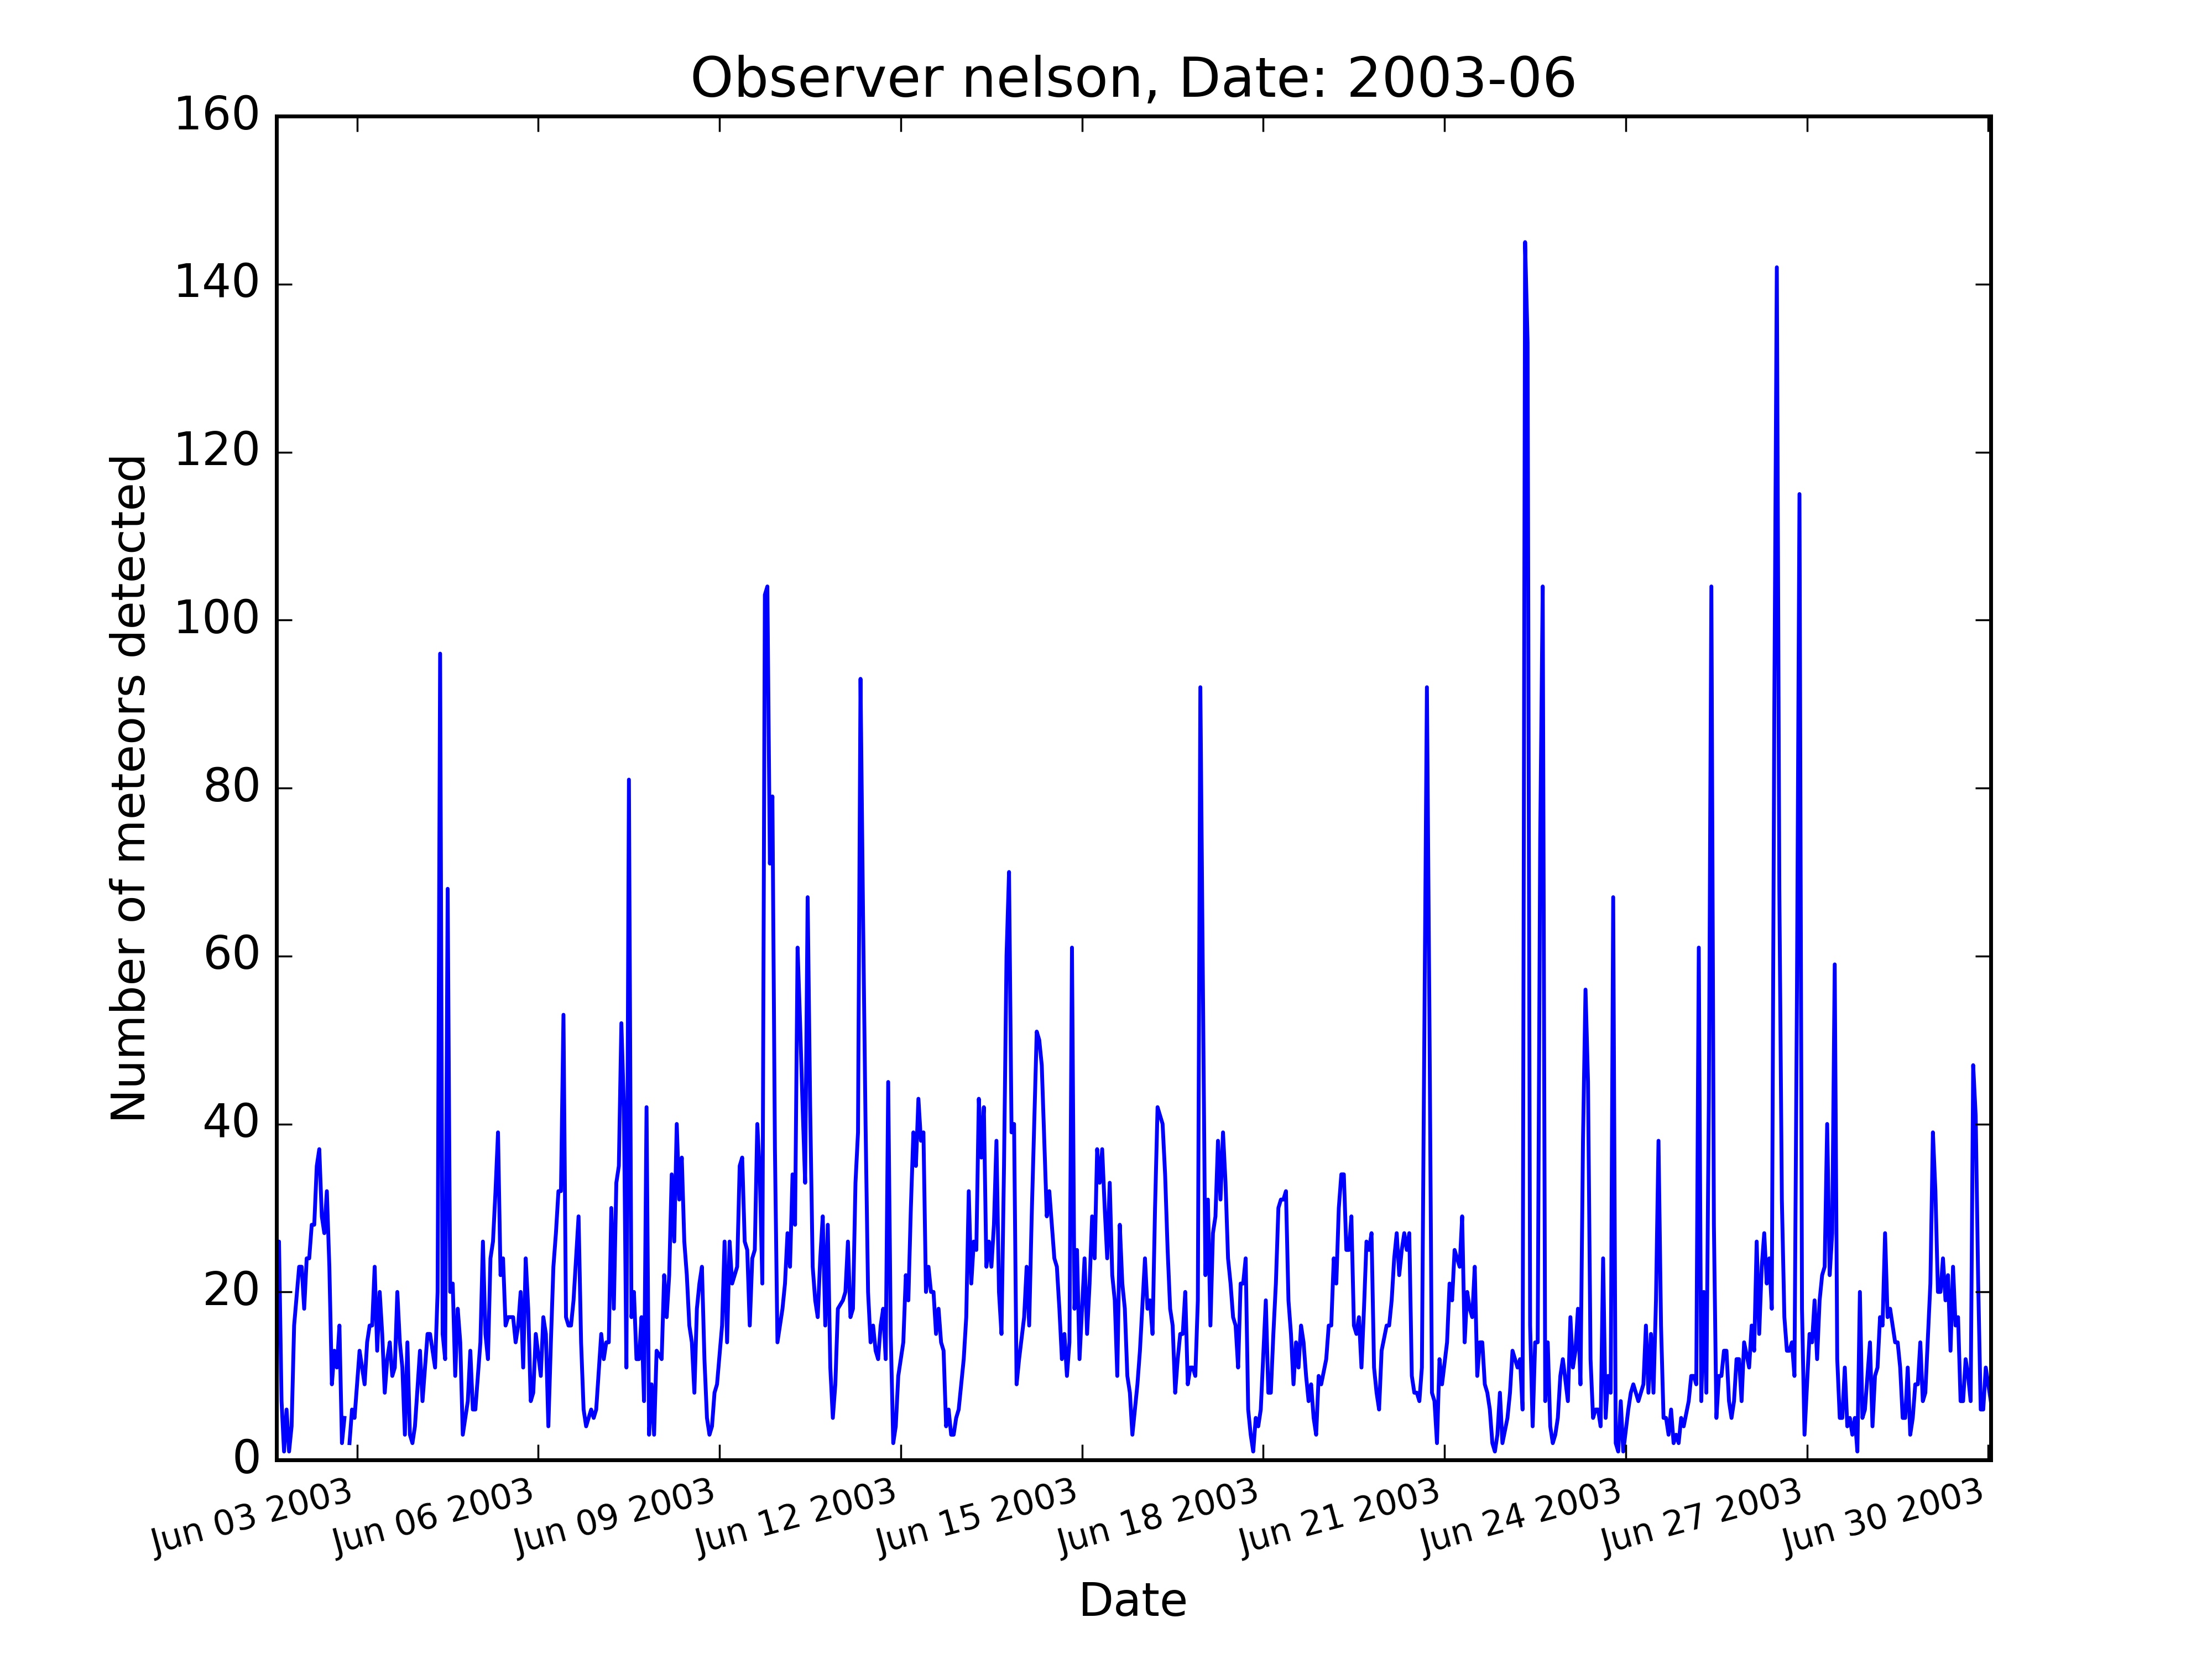 Observer nelson, Date: 2003-06
160
140
120
100
80
60
40
20
0
Number of meteors detected
Jun 03 2003
Jun 06 2003
Jun 09 2003
Jun 12 2003
Jun 15 2003
Jun 18 2003
Jun 21 2003
Jun 24 2003
Jun 27 2003
Jun 30 2003
Date